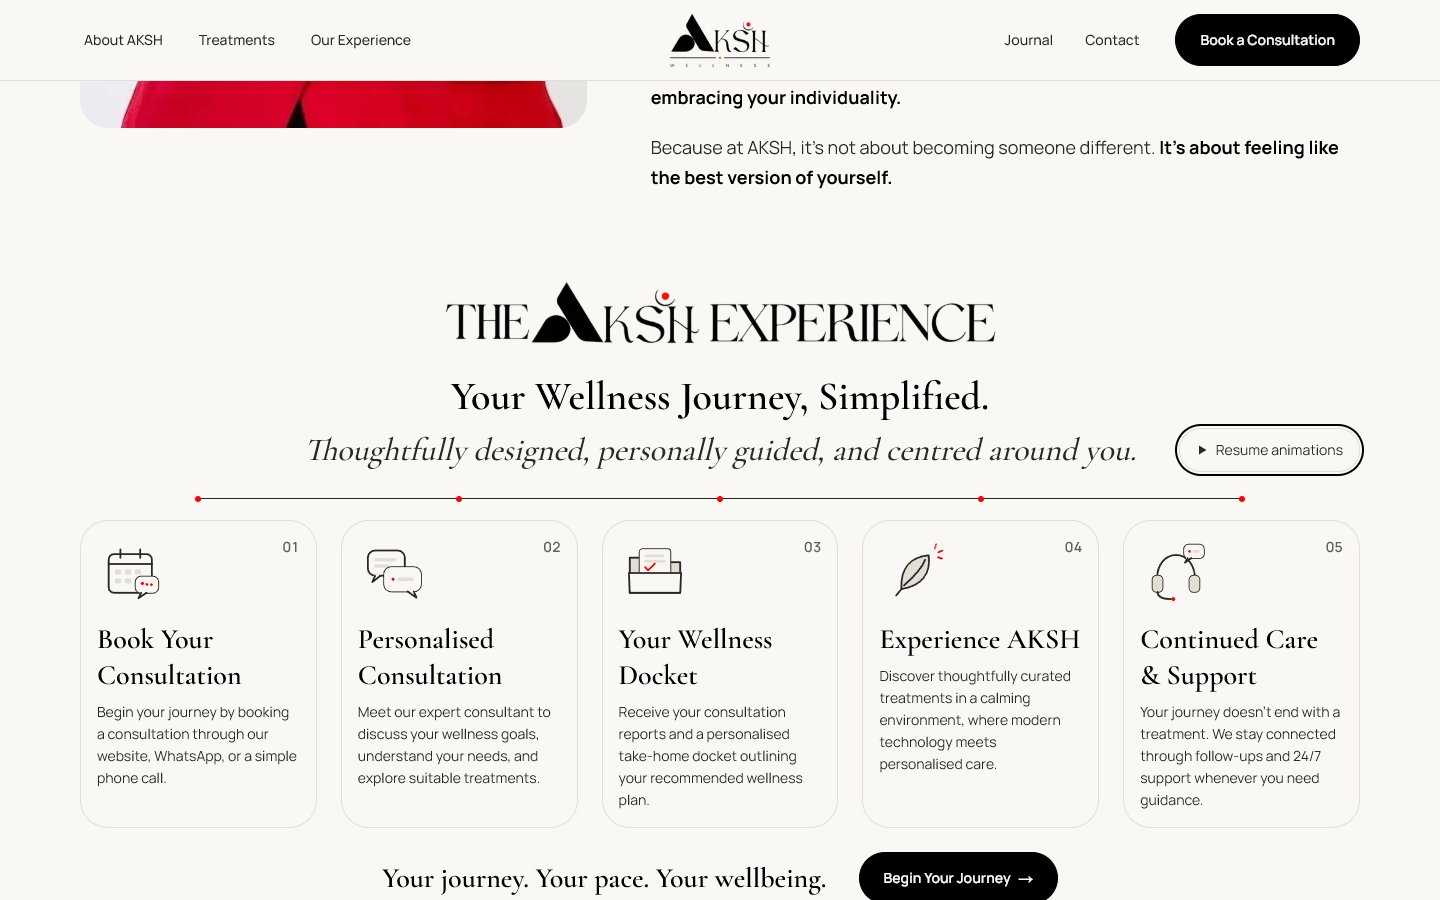 About AKSH
Treatments
Our Experience
AKSH
WELLNESS
Journal
Contact
Book a Consultation
embracing your individuality.
Because at AKSH, it's not about becoming someone different. It's about feeling like
the best version of yourself.
THE AKSH EXPERIENCE
Your Wellness Journey, Simplified.
Thoughtfully designed, personally guided, and centred around you.
Resume animations
01
Book Your
Consultation
Begin your journey by booking
a consultation through our
website, WhatsApp, or a simple
phone call.
02
Personalised
Consultation
Meet our expert consultant to
discuss your wellness goals,
understand your needs, and
explore suitable treatments.
03
Your Wellness
Docket
Receive your consultation
reports and a personalised
take-home docket outlining
your recommended wellness
plan.
04
Experience AKSH
Discover thoughtfully curated
treatments in a calming
environment, where modern
technology meets
personalised care.
05
Continued Care
& Support
Your journey doesn't end with a
treatment. We stay connected
through follow-ups and 24/7
support whenever you need
guidance.
Your journey. Your pace. Your wellbeing.
Begin Your Journey →